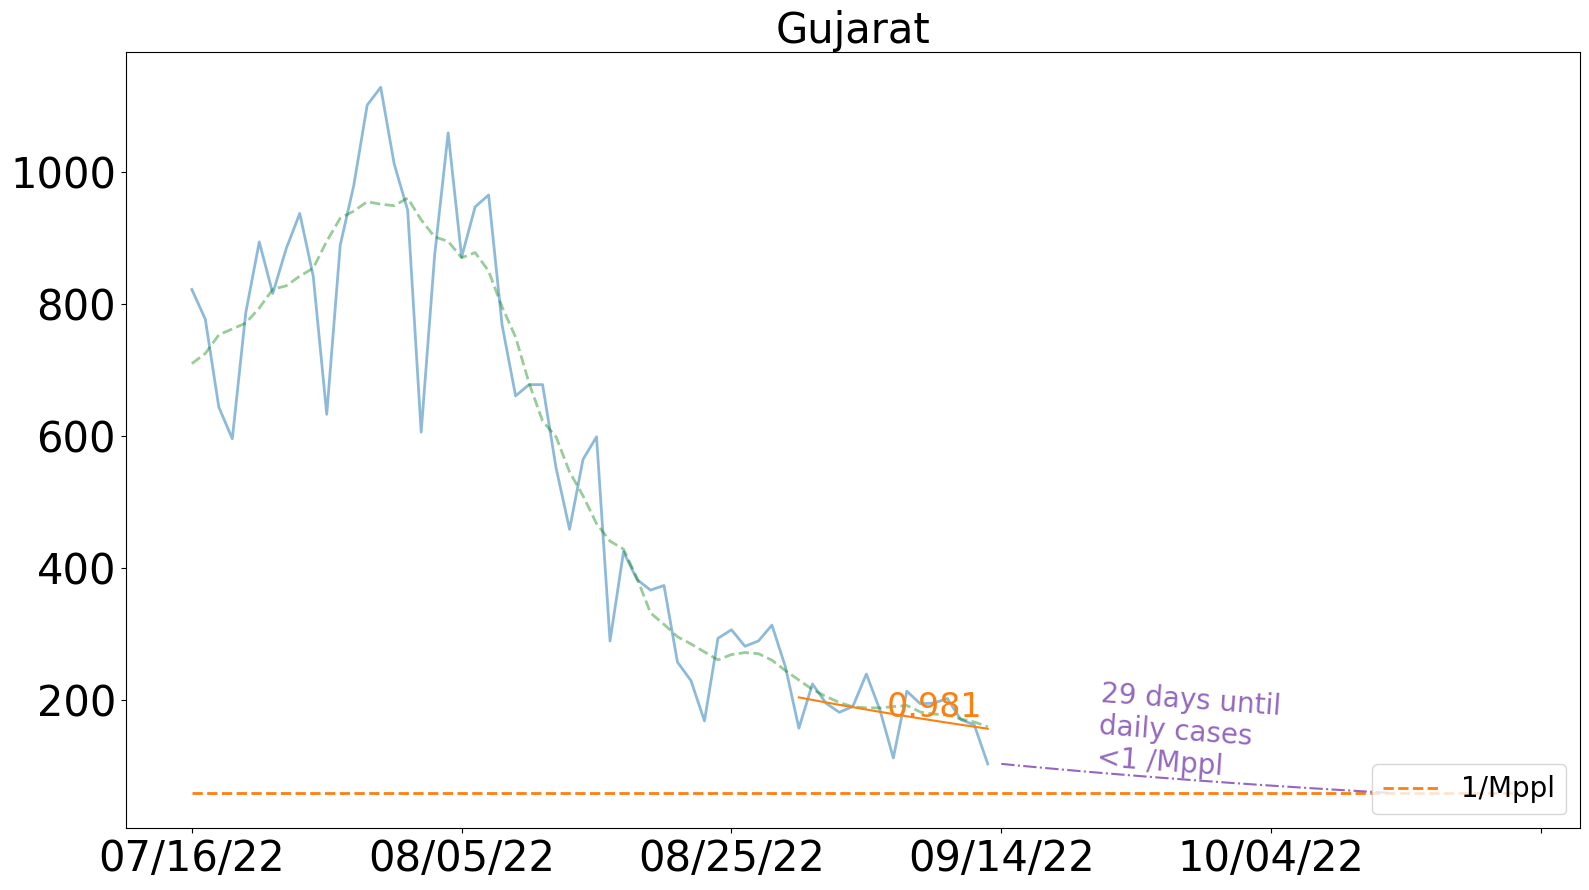 Gujarat
1000
800
600
400
200
0.981
29 days until
daily cases
<1 /Mppl
1/Mppl
07/16/22
08/05/22
08/25/22
09/14/22
10/04/22